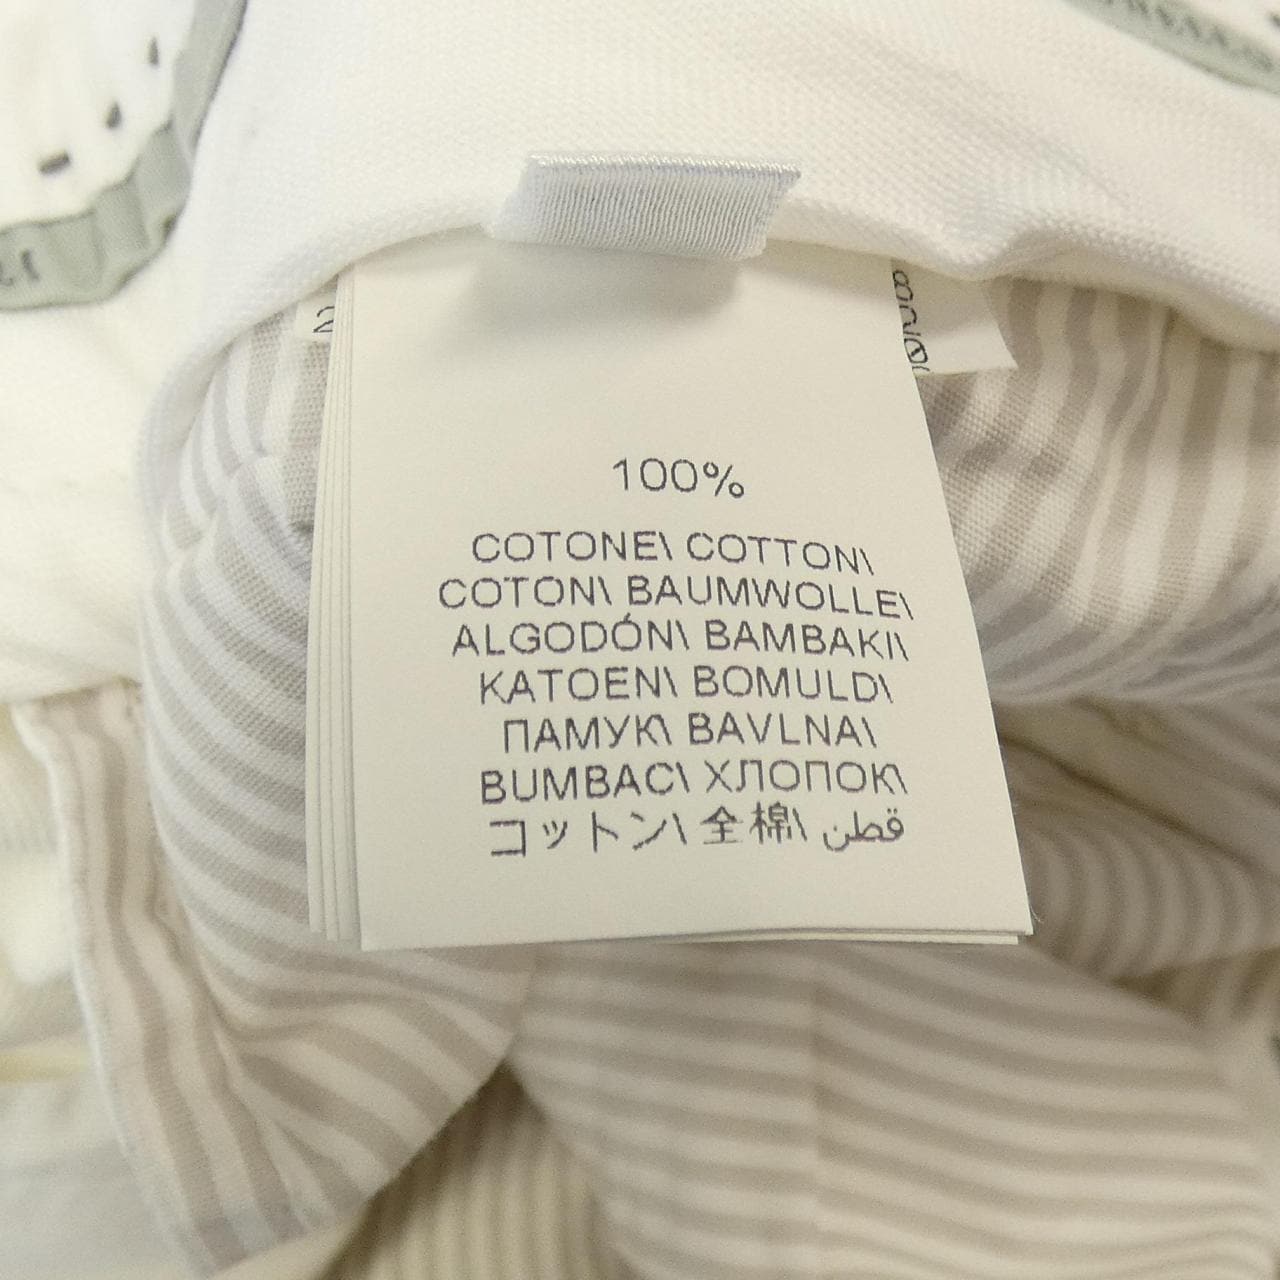 100%
COTONE\ COTTON\
COTON\ BAUMWOLLE\
ALGODÓN\ BAMBAKI\
KATOEN\ BOMULD\
ПАМУК\ BAVLNA\
BUMBAC\ ХЛОПОК\
コットン\ 全棉\ قطن